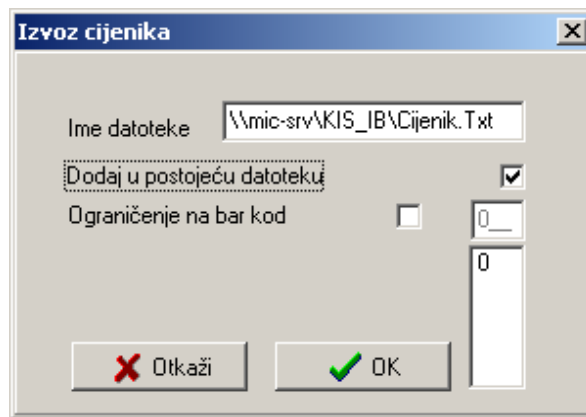 Izvoz cijenika
Ime datoteke \\mic-srv\KIS_IB\Cijenik.Txt
Dodaj u postojeću datoteku
Ograničenje na bar kod 0__
0
Otkaži OK